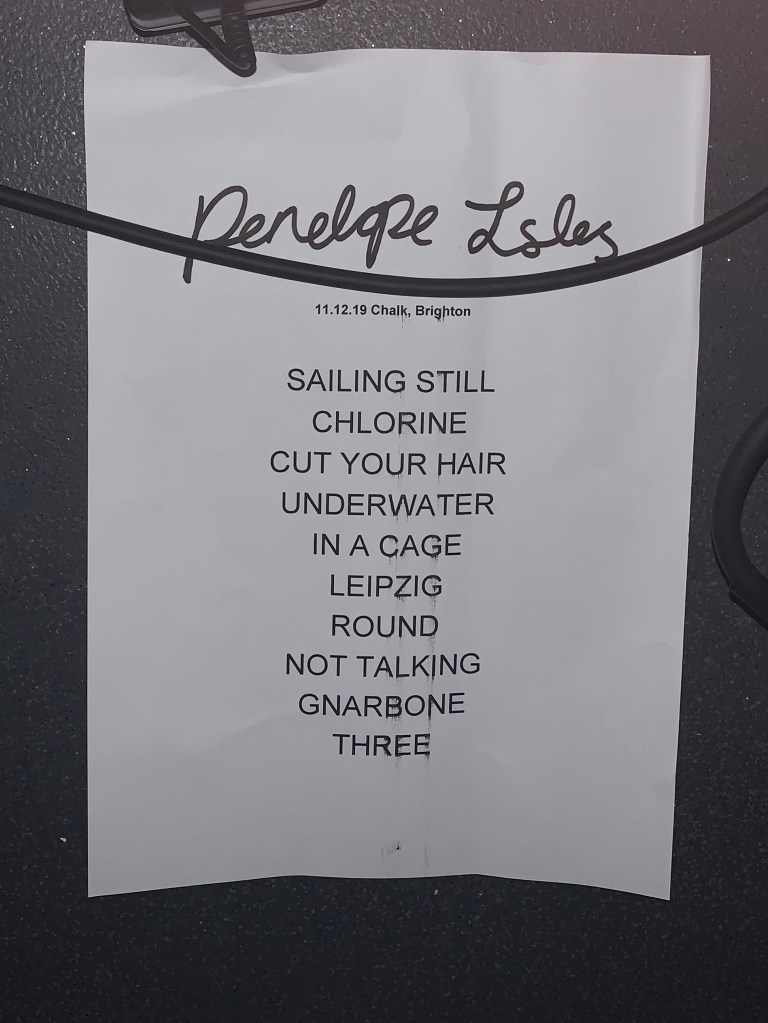 Penelope Isles
11.12.19 Chalk, Brighton
SAILING STILL
CHLORINE
CUT YOUR HAIR
UNDERWATER
IN A CAGE
LEIPZIG
ROUND
NOT TALKING
GNARBONE
THREE